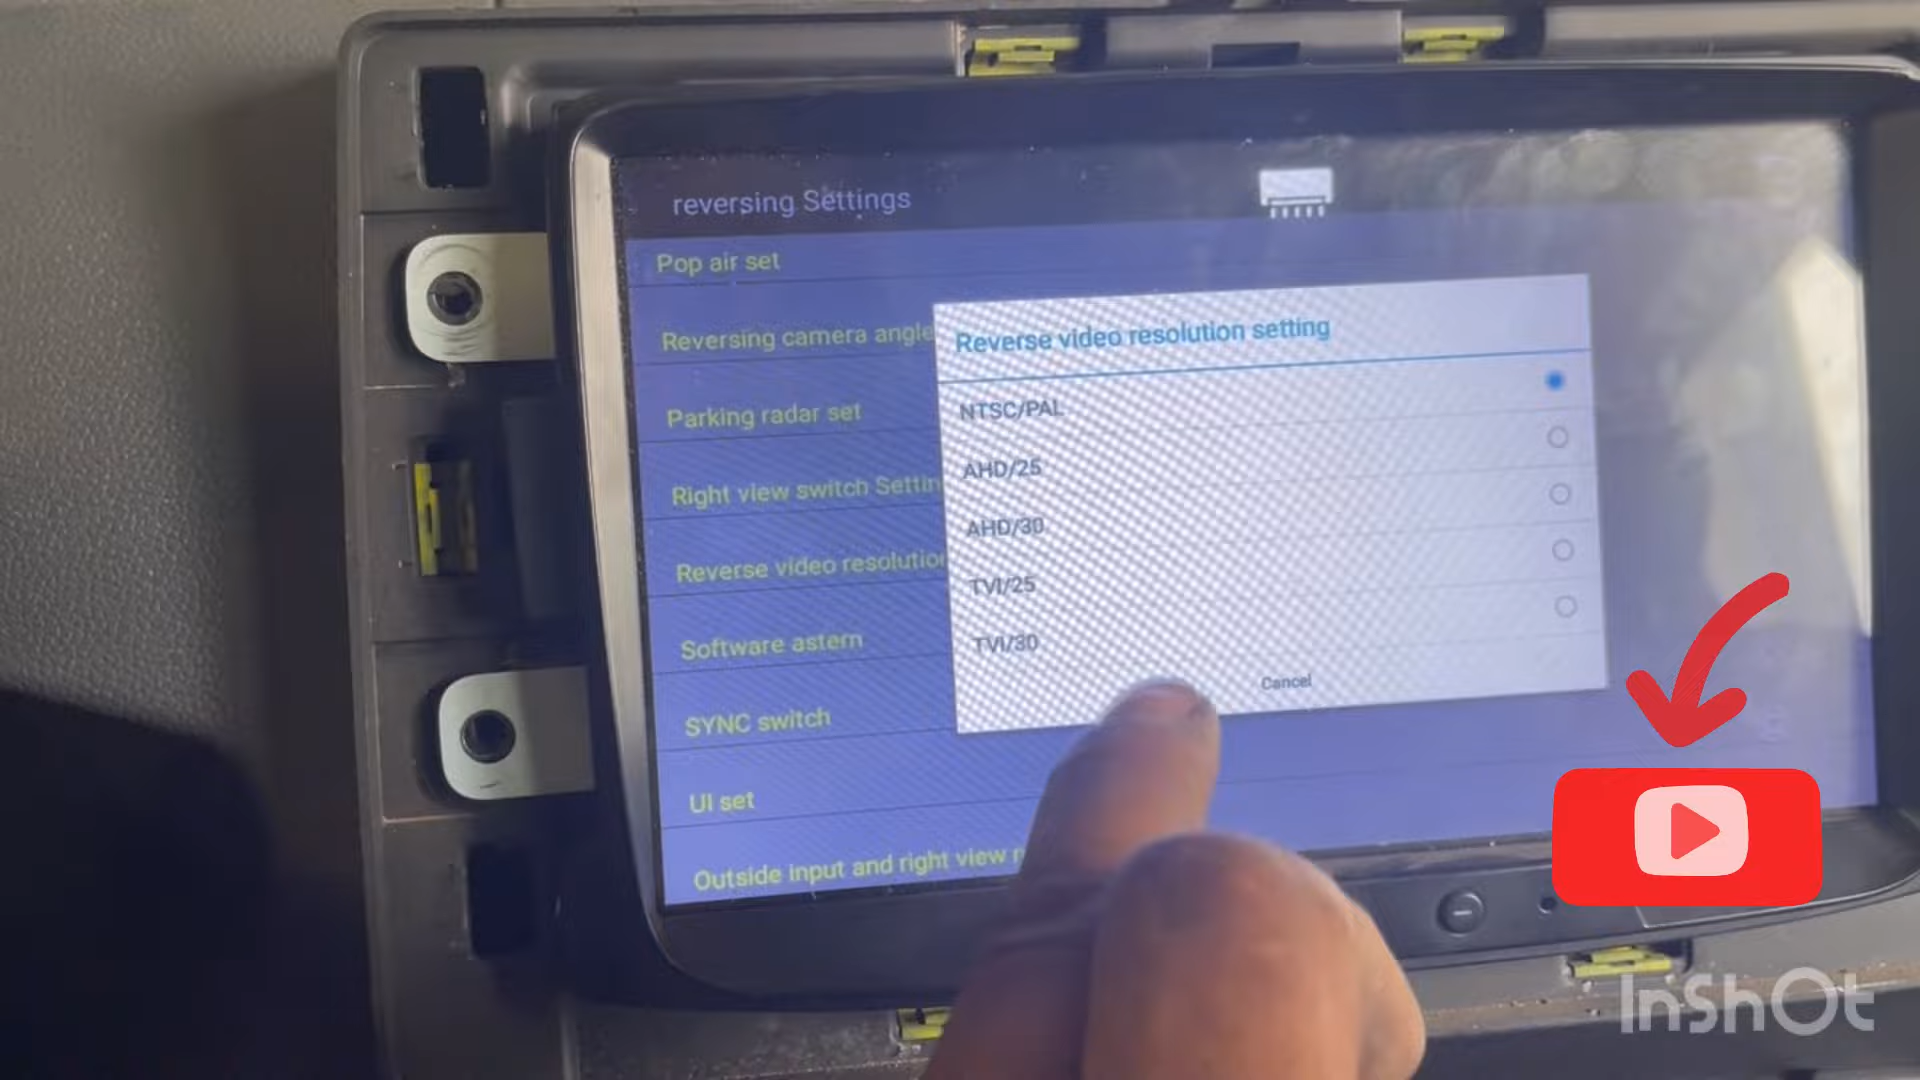 reversing Settings
Pop air set
Reversing camera angle
Parking radar set
Right view switch Settin
Reverse video resolution
Software astern
SYNC switch
UI set
Outside input and right view r
Reverse video resolution setting
NTSC/PAL
AHD/25
AHD/30
TVI/25
TVI/30
Cancel
InShOt